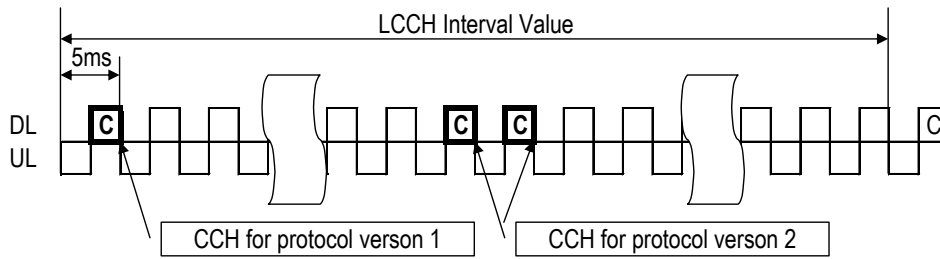 LCCH Interval Value
5ms
DL C C C C
UL
CCH for protocol verson 1 CCH for protocol verson 2